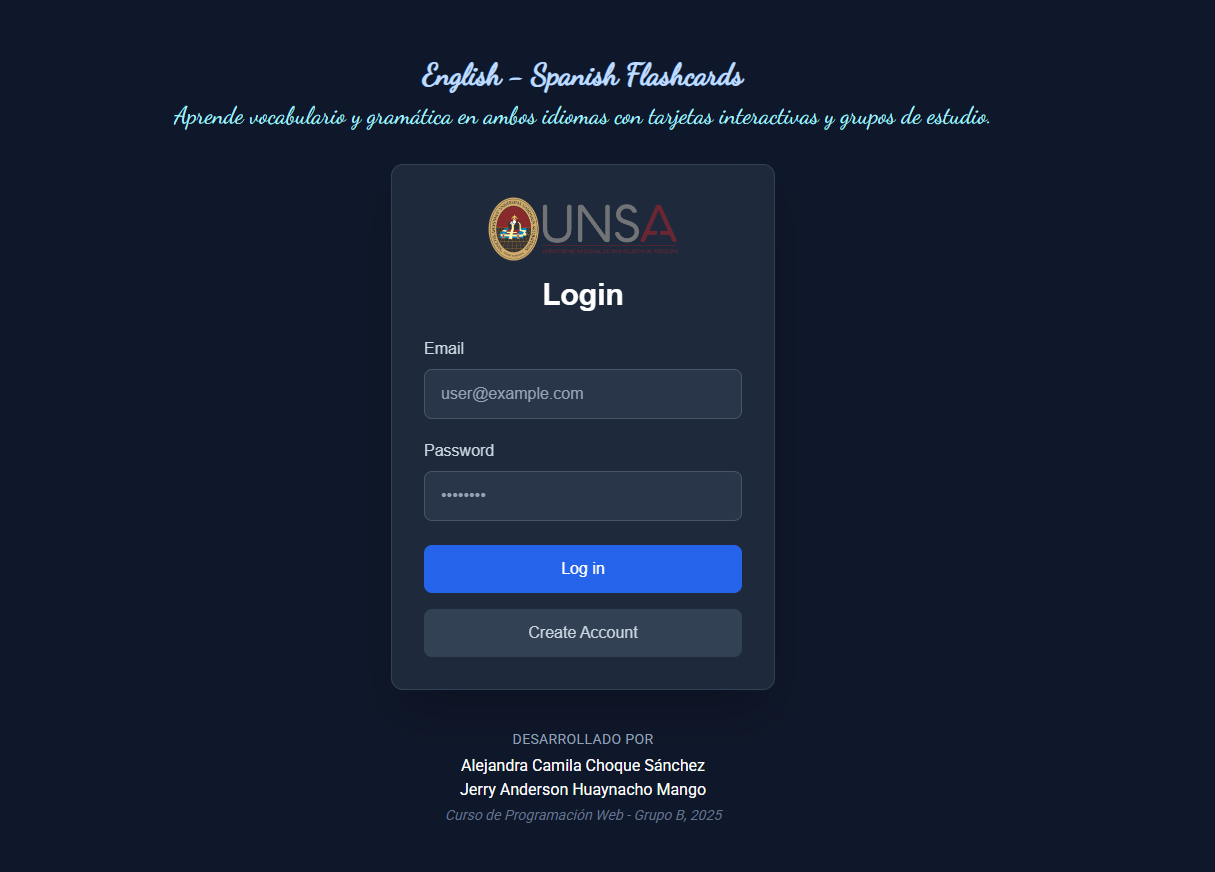 English – Spanish Flashcards
Aprende vocabulario y gramática en ambos idiomas con tarjetas interactivas y grupos de estudio.
UNSA
Login
Email
user@example.com
Password
••••••••
Log in
Create Account
DESARROLLADO POR
Alejandra Camila Choque Sánchez
Jerry Anderson Huaynacho Mango
Curso de Programación Web - Grupo B, 2025